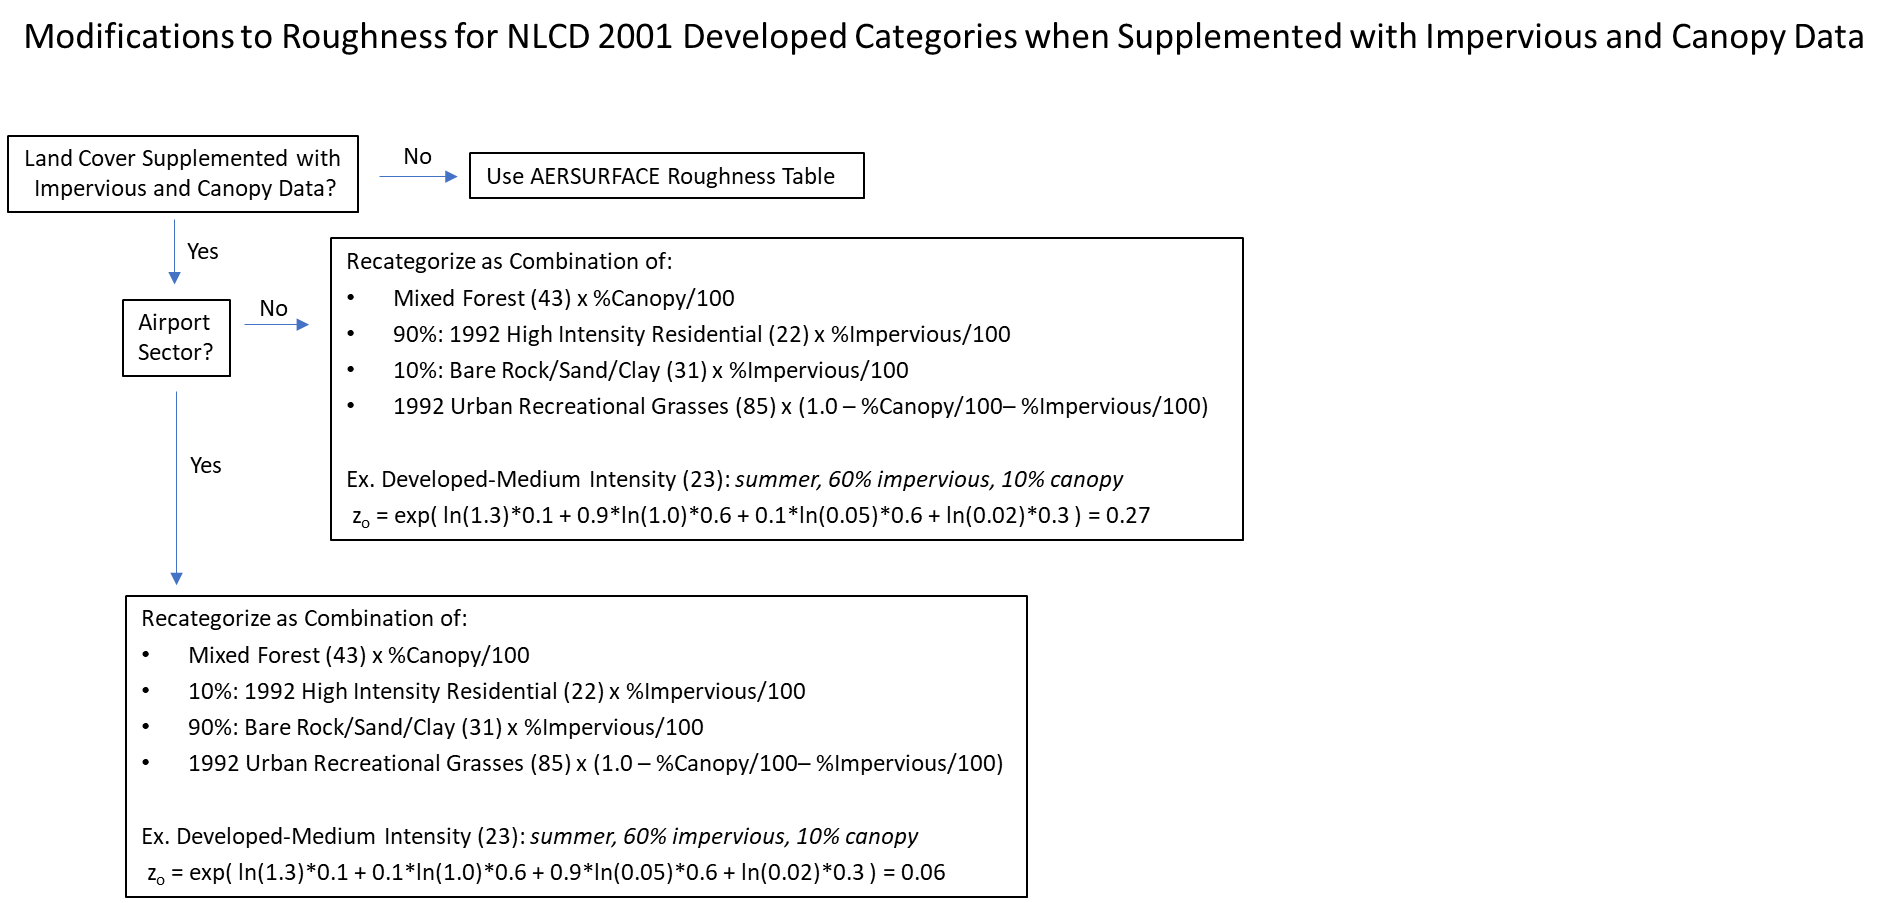 Modifications to Roughness for NLCD 2001 Developed Categories when Supplemented with Impervious and Canopy Data
Land Cover Supplemented with
Impervious and Canopy Data?
No
Use AERSURFACE Roughness Table
Yes
Airport
Sector?
No
Recategorize as Combination of:
• Mixed Forest (43) x %Canopy/100
• 90%: 1992 High Intensity Residential (22) x %Impervious/100
• 10%: Bare Rock/Sand/Clay (31) x %Impervious/100
• 1992 Urban Recreational Grasses (85) x (1.0 – %Canopy/100– %Impervious/100)
Ex. Developed-Medium Intensity (23): summer, 60% impervious, 10% canopy
zo = exp( ln(1.3)*0.1 + 0.9*ln(1.0)*0.6 + 0.1*ln(0.05)*0.6 + ln(0.02)*0.3 ) = 0.27
Yes
Recategorize as Combination of:
• Mixed Forest (43) x %Canopy/100
• 10%: 1992 High Intensity Residential (22) x %Impervious/100
• 90%: Bare Rock/Sand/Clay (31) x %Impervious/100
• 1992 Urban Recreational Grasses (85) x (1.0 – %Canopy/100– %Impervious/100)
Ex. Developed-Medium Intensity (23): summer, 60% impervious, 10% canopy
zo = exp( ln(1.3)*0.1 + 0.1*ln(1.0)*0.6 + 0.9*ln(0.05)*0.6 + ln(0.02)*0.3 ) = 0.06